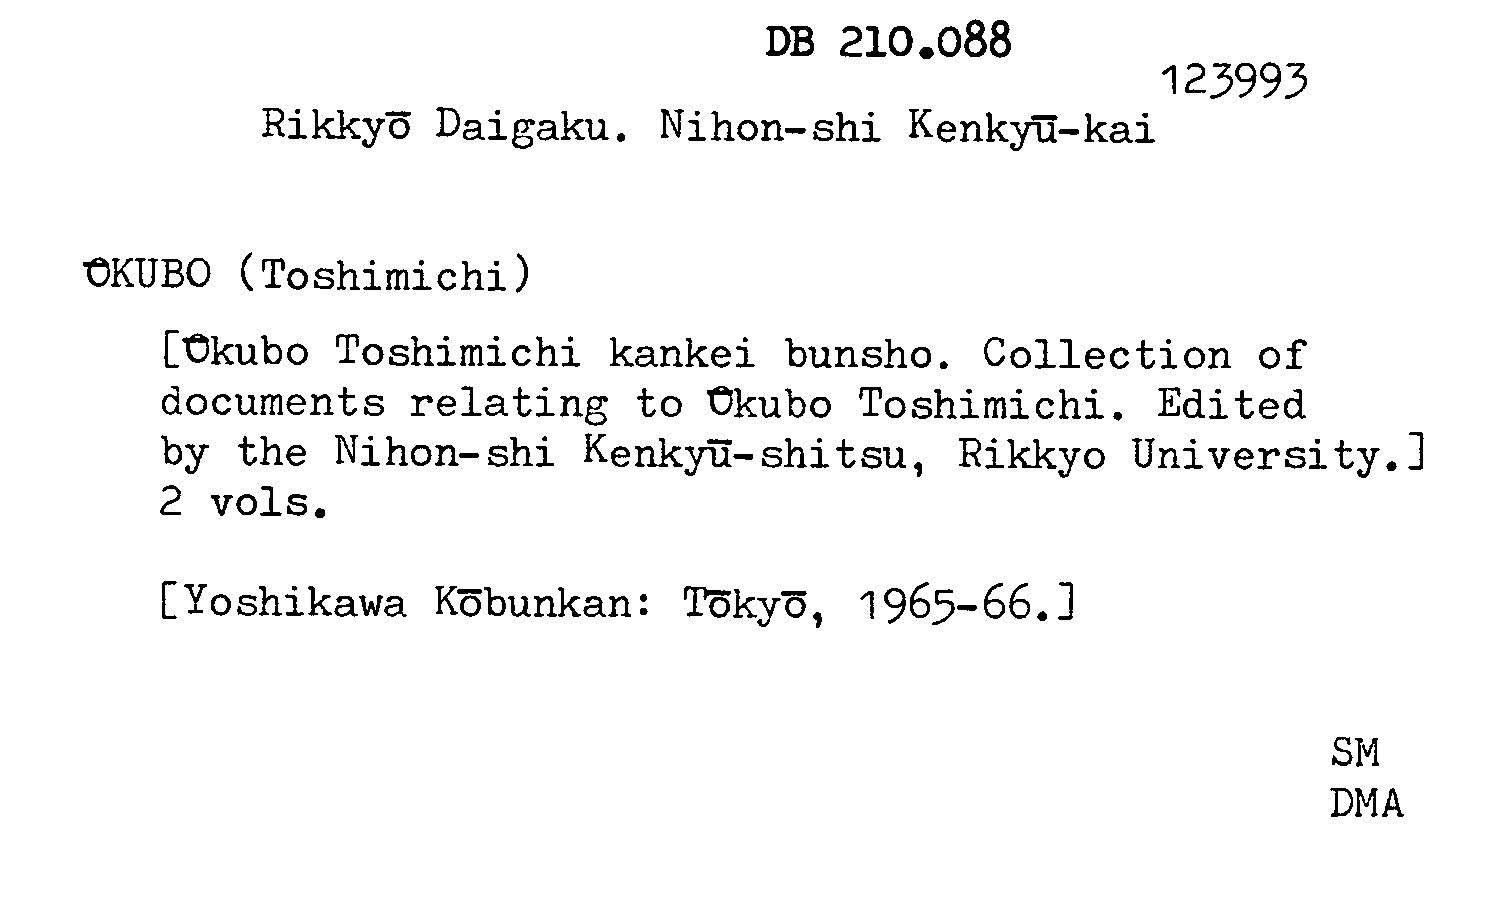 DB 210.088
123993
Rikkyō Daigaku. Nihon-shi Kenkyū-kai
ŌKUBO (Toshimichi)
[Ōkubo Toshimichi kankei bunsho. Collection of
documents relating to Ōkubo Toshimichi. Edited
by the Nihon-shi Kenkyū-shitsu, Rikkyo University.]
2 vols.
[Yoshikawa Kōbunkan: Tōkyō, 1965-66.]
SM
DMA